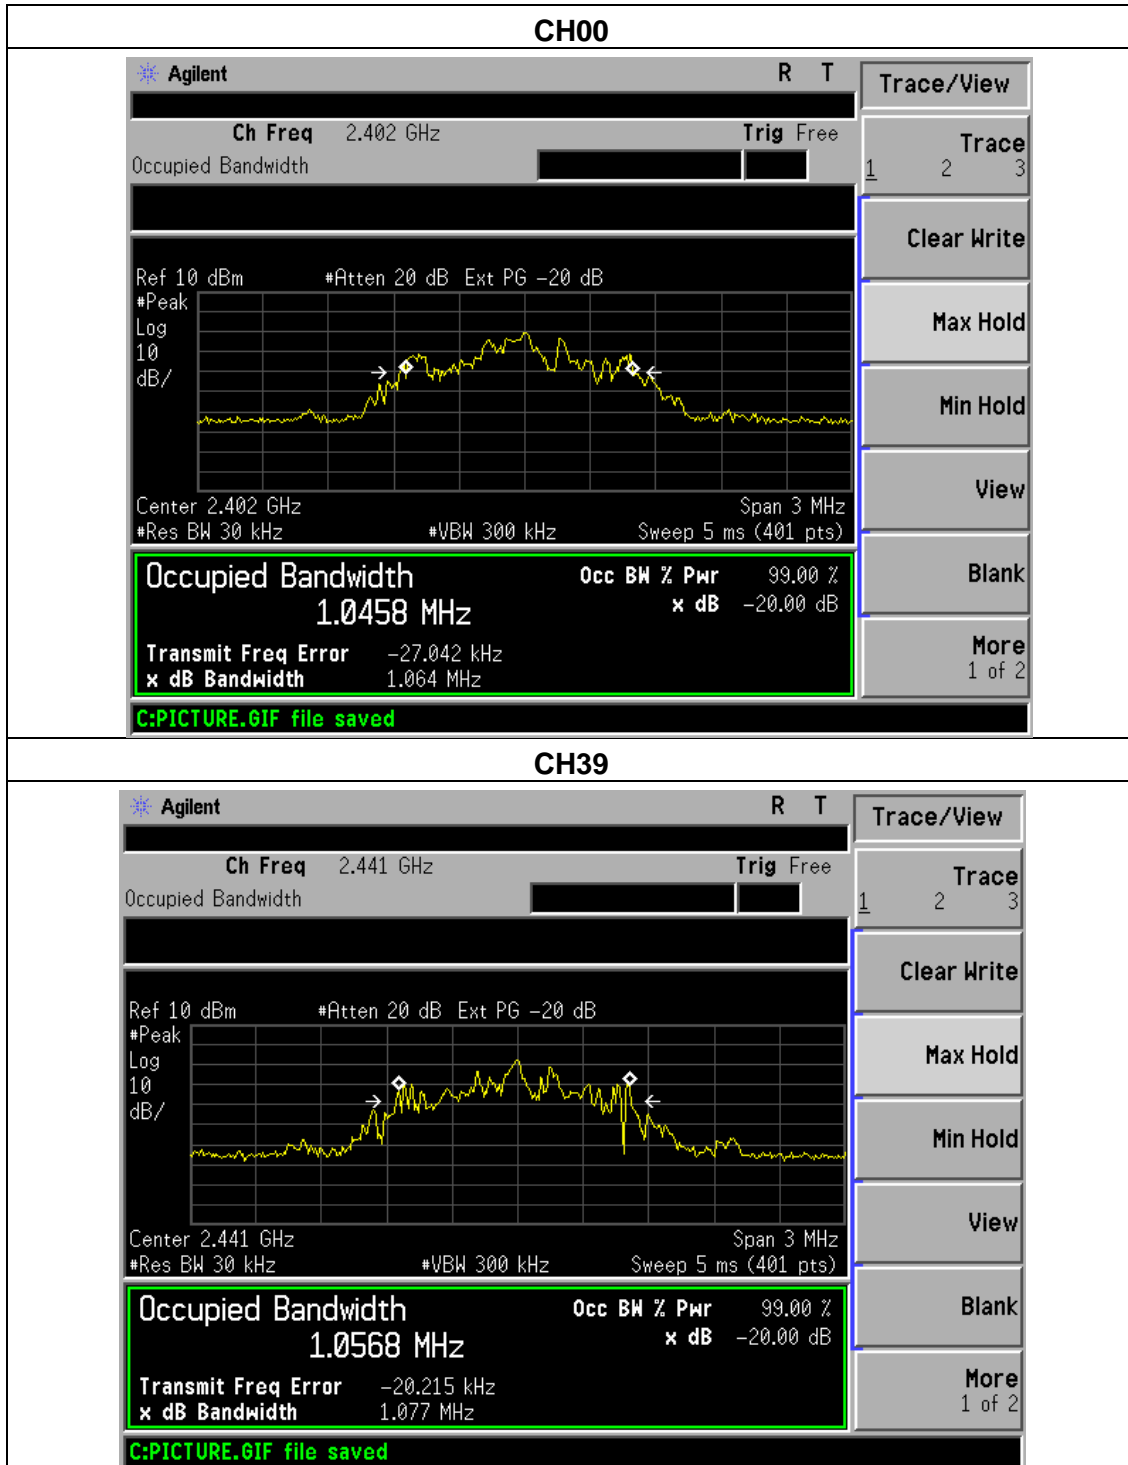 CH00
Agilent R T Trace/View
Ch Freq 2.402 GHz Trig Free
Occupied Bandwidth
Trace
1 2 3
Clear Write
Ref 10 dBm #Atten 20 dB Ext PG −20 dB
#Peak
Log
10
dB/
Max Hold
Min Hold
View
Center 2.402 GHz Span 3 MHz
#Res BW 30 kHz #VBW 300 kHz Sweep 5 ms (401 pts)
Occupied Bandwidth Occ BW % Pwr 99.00 %
1.0458 MHz x dB −20.00 dB
Blank
Transmit Freq Error −27.042 kHz
x dB Bandwidth 1.064 MHz
More
1 of 2
C:PICTURE.GIF file saved
CH39
Agilent R T Trace/View
Ch Freq 2.441 GHz Trig Free
Occupied Bandwidth
Trace
1 2 3
Clear Write
Ref 10 dBm #Atten 20 dB Ext PG −20 dB
#Peak
Log
10
dB/
Max Hold
Min Hold
View
Center 2.441 GHz Span 3 MHz
#Res BW 30 kHz #VBW 300 kHz Sweep 5 ms (401 pts)
Occupied Bandwidth Occ BW % Pwr 99.00 %
1.0568 MHz x dB −20.00 dB
Blank
Transmit Freq Error −20.215 kHz
x dB Bandwidth 1.077 MHz
More
1 of 2
C:PICTURE.GIF file saved